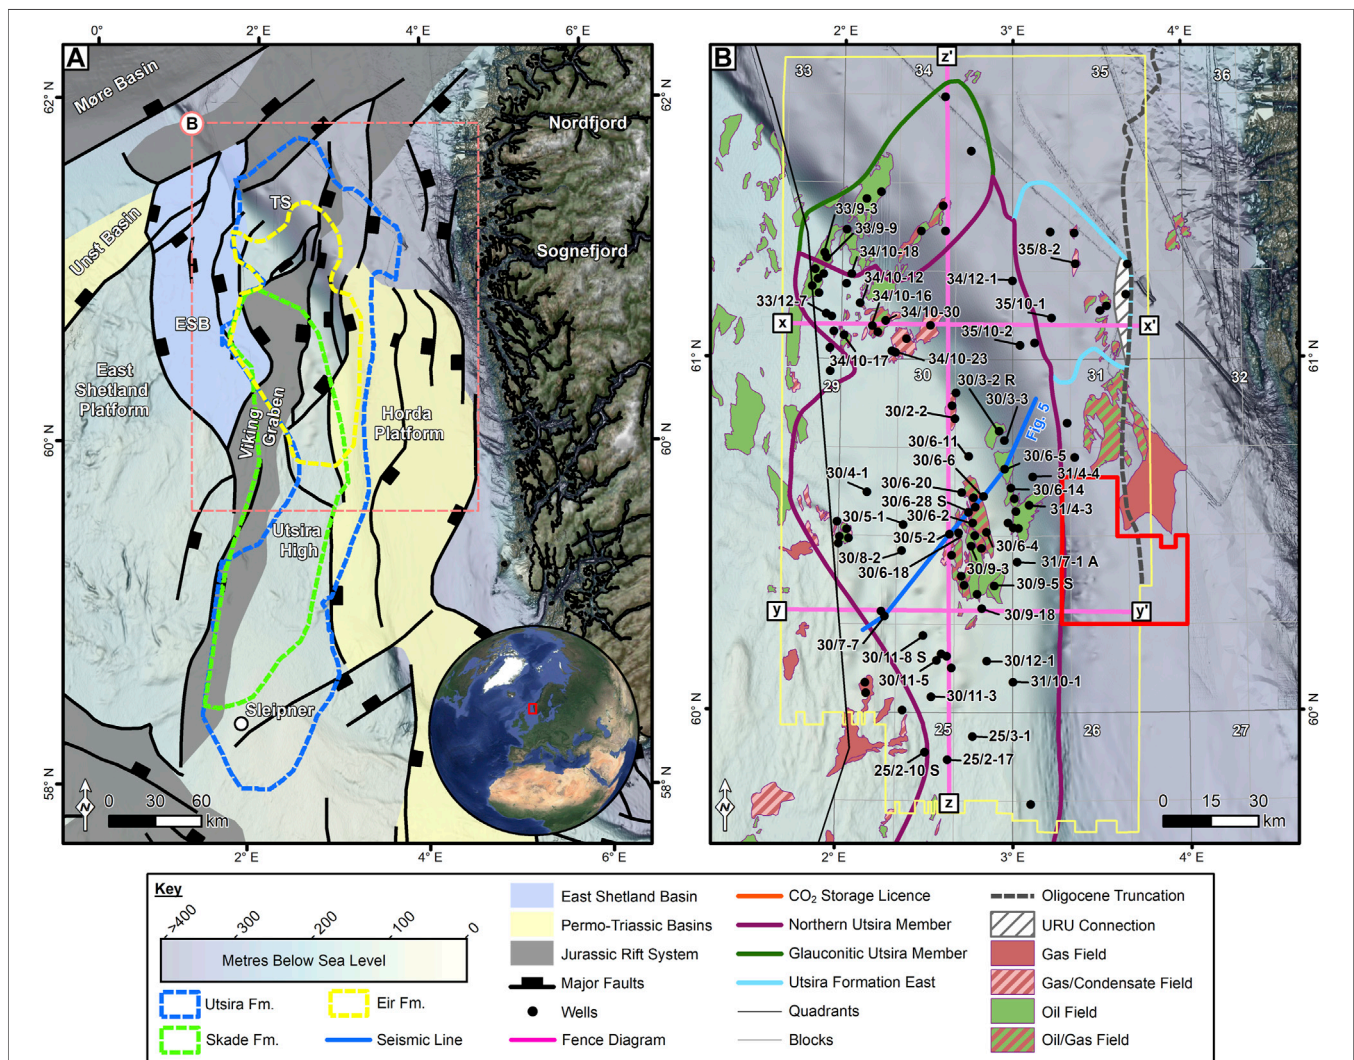 0°
2° E
4° E
6° E
A
Møre Basin
62° N
B
Nordfjord
TS
Unst Basin
Sognefjord
ESB
East
Shetland
Platform
Viking
Graben
Horda
Platform
60° N
60° N
Utsira
High
Sleipner
58° N
58° N
N
0 30 60
km
2° E
4° E
6° E
62° N
2° E
3° E
4° E
B
z'
33
34
35
36
33/9-3
33/9-9
34/10-18
35/8-2
34/12-1
34/10-12
34/10-16
33/12-7
34/10-30
35/10-1
x
x'
35/10-2
34/10-17
34/10-23
61° N
61° N
29
30
31
32
30/3-2 R
30/3-3
30/2-2
Fig. 5
30/6-11
30/6-6
30/6-5
31/4-4
30/4-1
30/6-20
30/6-14
30/6-28 S
31/4-3
30/5-1
30/6-2
30/5-2
30/6-4
30/8-2
31/7-1 A
30/6-18
30/9-3
30/9-5 S
y
y'
30/9-18
30/7-7
30/11-8 S
30/12-1
30/11-5
31/10-1
30/11-3
60° N
60° N
25
26
27
25/3-1
25/2-17
25/2-10 S
z
N
0 15 30
km
2° E
3° E
4° E
Key
>400
300
200
100
0
Metres Below Sea Level
Utsira Fm.
Eir Fm.
Skade Fm.
Seismic Line
East Shetland Basin
Permo-Triassic Basins
Jurassic Rift System
Major Faults
Wells
Fence Diagram
CO₂ Storage Licence
Northern Utsira Member
Glauconitic Utsira Member
Utsira Formation East
Quadrants
Blocks
Oligocene Truncation
URU Connection
Gas Field
Gas/Condensate Field
Oil Field
Oil/Gas Field